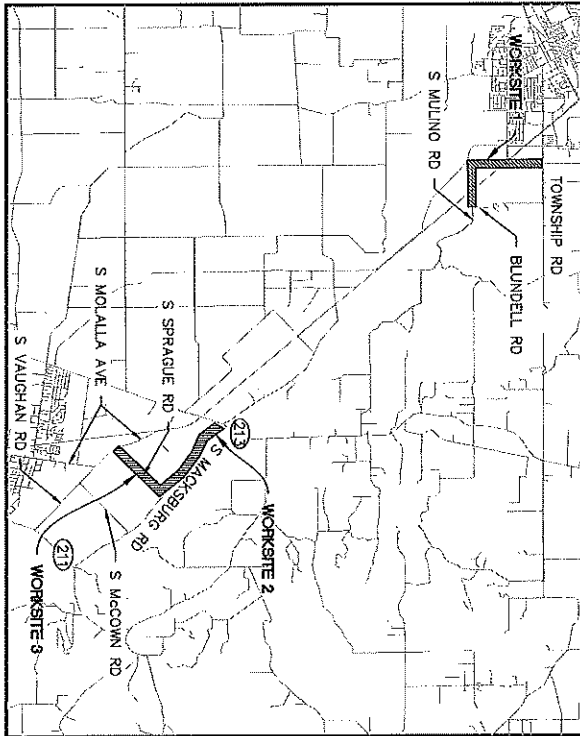 WORKSITE 1
TOWNSHIP RD
BLUNDELL RD
S MULINO RD
S SPRAGUE RD
S MOLALLA AVE
S VAUGHAN RD
213
S MACKSBURG RD
WORKSITE 2
211
S McCOWN RD
WORKSITE 3